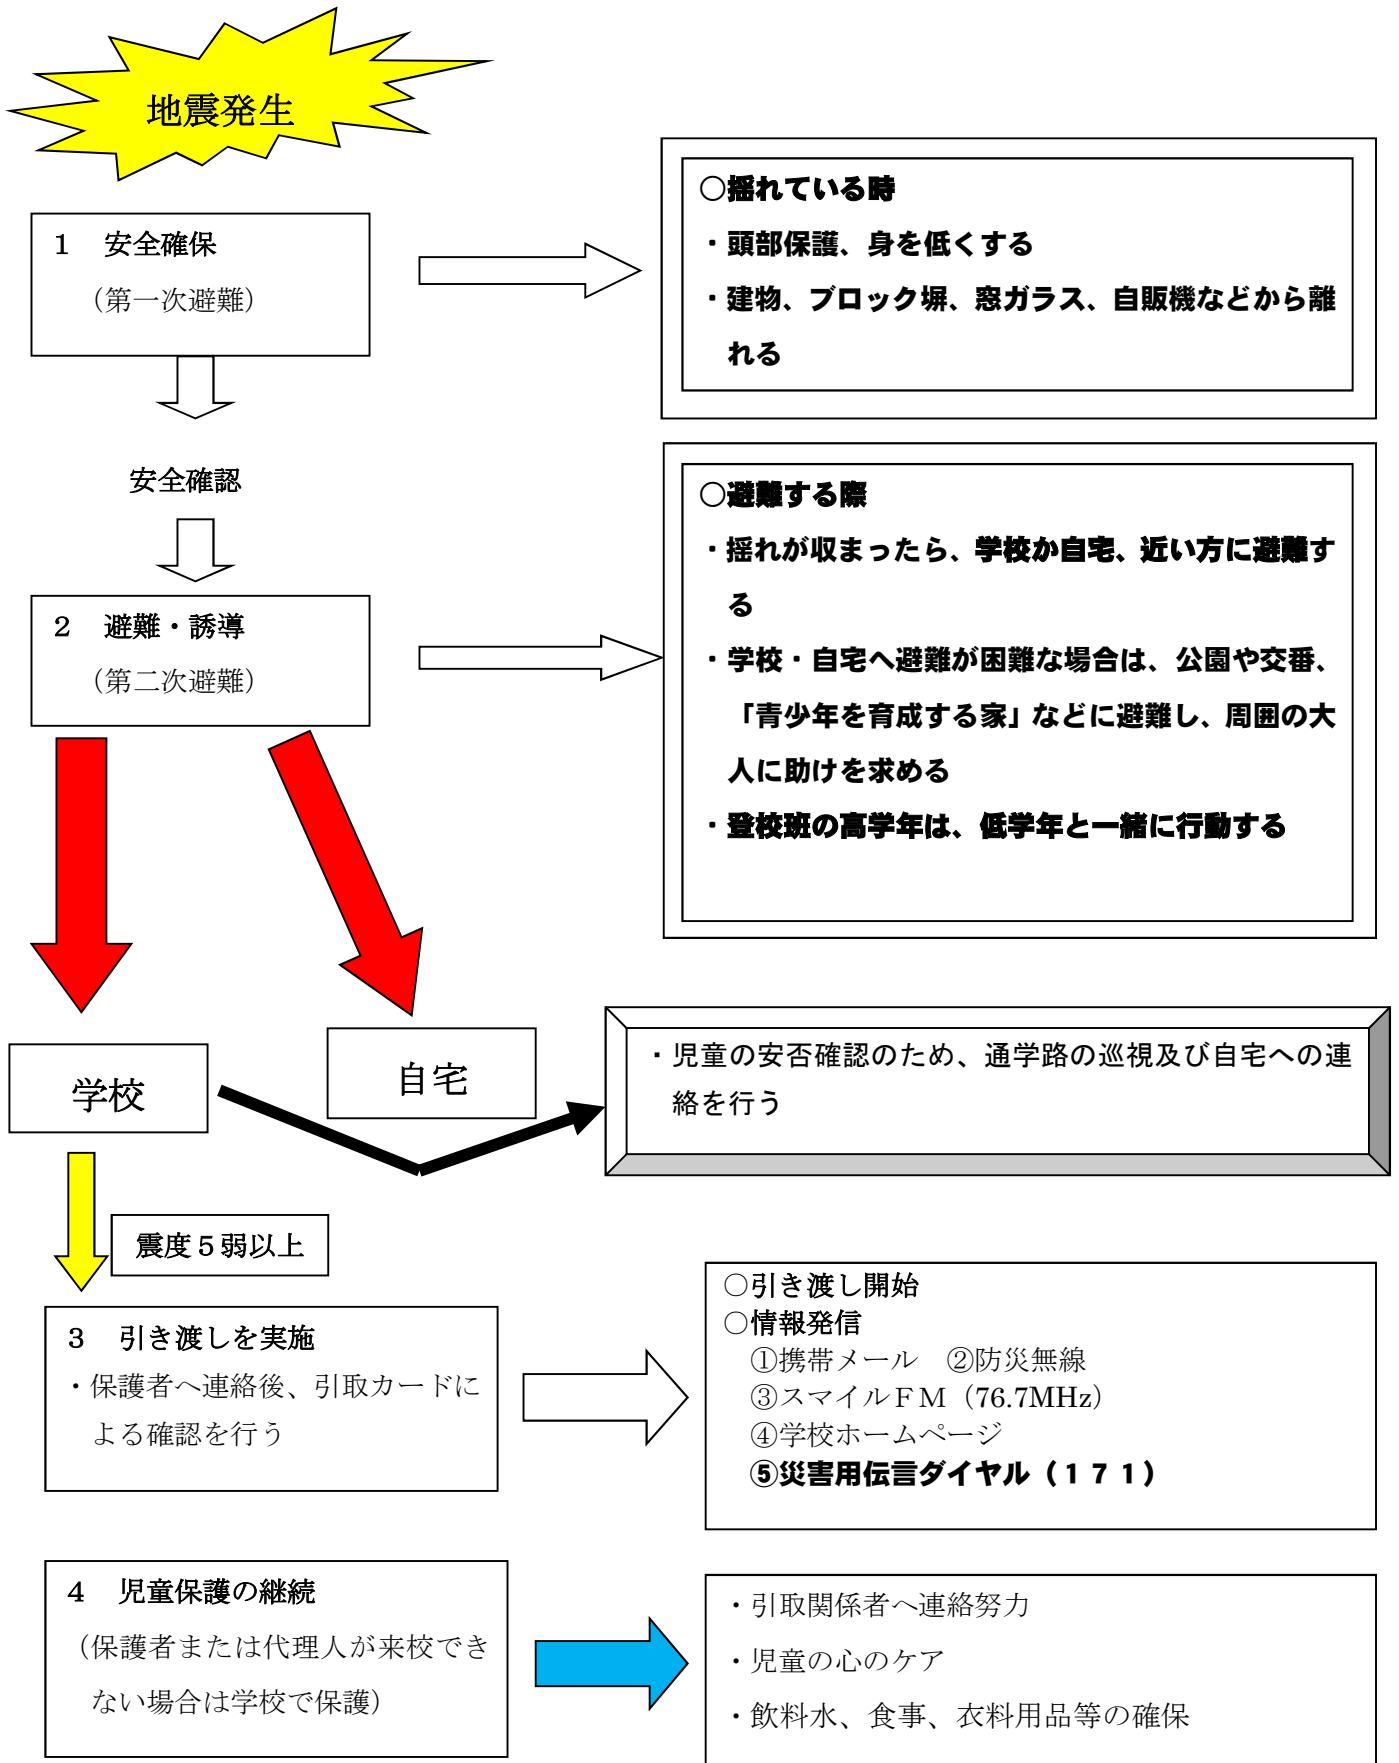 地震発生
１　安全確保
（第一次避難）
○揺れている時
・頭部保護、身を低くする
・建物、ブロック塀、窓ガラス、自販機などから離
れる
安全確認
２　避難・誘導
（第二次避難）
○避難する際
・揺れが収まったら、学校か自宅、近い方に避難す
る
・学校・自宅へ避難が困難な場合は、公園や交番、
「青少年を育成する家」などに避難し、周囲の大
人に助けを求める
・登校班の高学年は、低学年と一緒に行動する
学校
自宅
・児童の安否確認のため、通学路の巡視及び自宅への連
絡を行う
震度５弱以上
３　引き渡しを実施
・保護者へ連絡後、引取カードに
よる確認を行う
○引き渡し開始
○情報発信
①携帯メール　②防災無線
③スマイルＦＭ（76.7MHz）
④学校ホームページ
⑤災害用伝言ダイヤル（１７１）
４　児童保護の継続
（保護者または代理人が来校でき
ない場合は学校で保護）
・引取関係者へ連絡努力
・児童の心のケア
・飲料水、食事、衣料用品等の確保